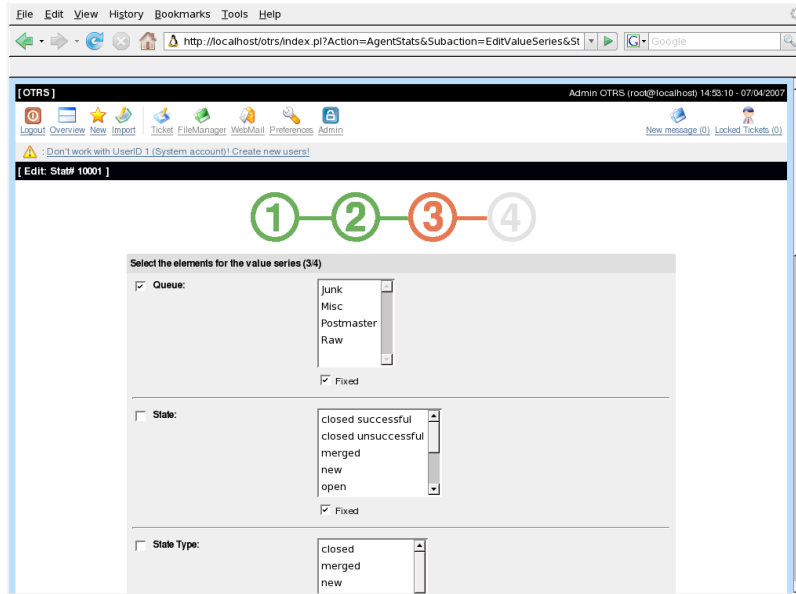 File Edit View History Bookmarks Tools Help
http://localhost/otrs/index.pl?Action=AgentStats&Subaction=EditValueSeries&St
G Google
[ OTRS ]
Admin OTRS (root@localhost) 14:53:10 - 07/04/2007
Logout Overview New Import Ticket FileManager WebMail Preferences Admin
New message (0) Locked Tickets (0)
: Don't work with UserID 1 (System account)! Create new users!
[ Edit: Stat# 10001 ]
1 2 3 4
Select the elements for the value series (3/4)
Queue:
Junk
Misc
Postmaster
Raw
Fixed
State:
closed successful
closed unsuccessful
merged
new
open
Fixed
State Type:
closed
merged
new